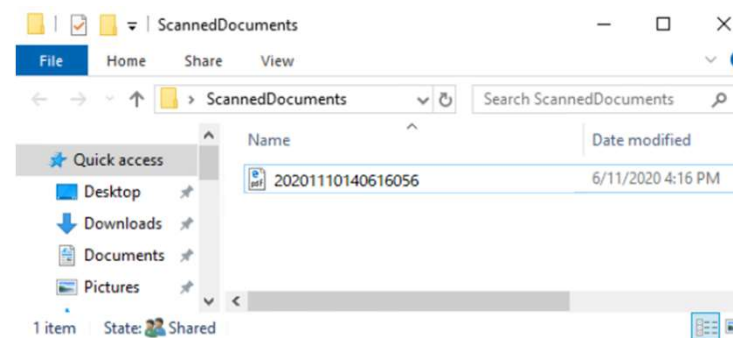 ScannedDocuments
File Home Share View
ScannedDocuments Search ScannedDocuments
Name Date modified
Quick access
20201110140616056 6/11/2020 4:16 PM
Desktop
Downloads
Documents
Pictures
1 item State: Shared